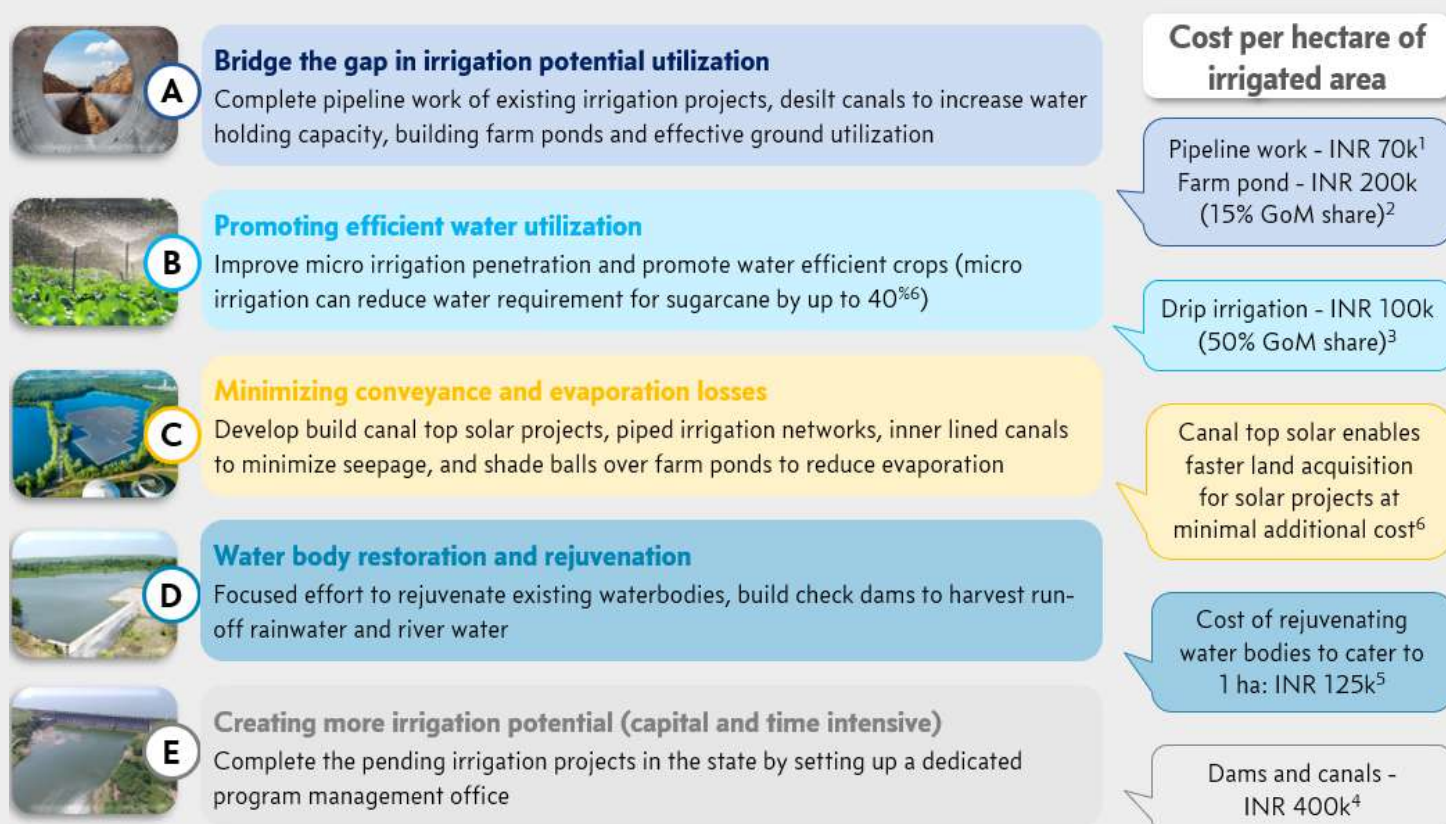 Cost per hectare of
irrigated area
A
Bridge the gap in irrigation potential utilization
Complete pipeline work of existing irrigation projects, desilt canals to increase water
holding capacity, building farm ponds and effective ground utilization
Pipeline work - INR 70k¹
Farm pond - INR 200k
(15% GoM share)²
B
Promoting efficient water utilization
Improve micro irrigation penetration and promote water efficient crops (micro
irrigation can reduce water requirement for sugarcane by up to 40%⁶)
Drip irrigation - INR 100k
(50% GoM share)³
C
Minimizing conveyance and evaporation losses
Develop build canal top solar projects, piped irrigation networks, inner lined canals
to minimize seepage, and shade balls over farm ponds to reduce evaporation
Canal top solar enables
faster land acquisition
for solar projects at
minimal additional cost⁶
D
Water body restoration and rejuvenation
Focused effort to rejuvenate existing waterbodies, build check dams to harvest run-
off rainwater and river water
Cost of rejuvenating
water bodies to cater to
1 ha: INR 125k⁵
E
Creating more irrigation potential (capital and time intensive)
Complete the pending irrigation projects in the state by setting up a dedicated
program management office
Dams and canals -
INR 400k⁴